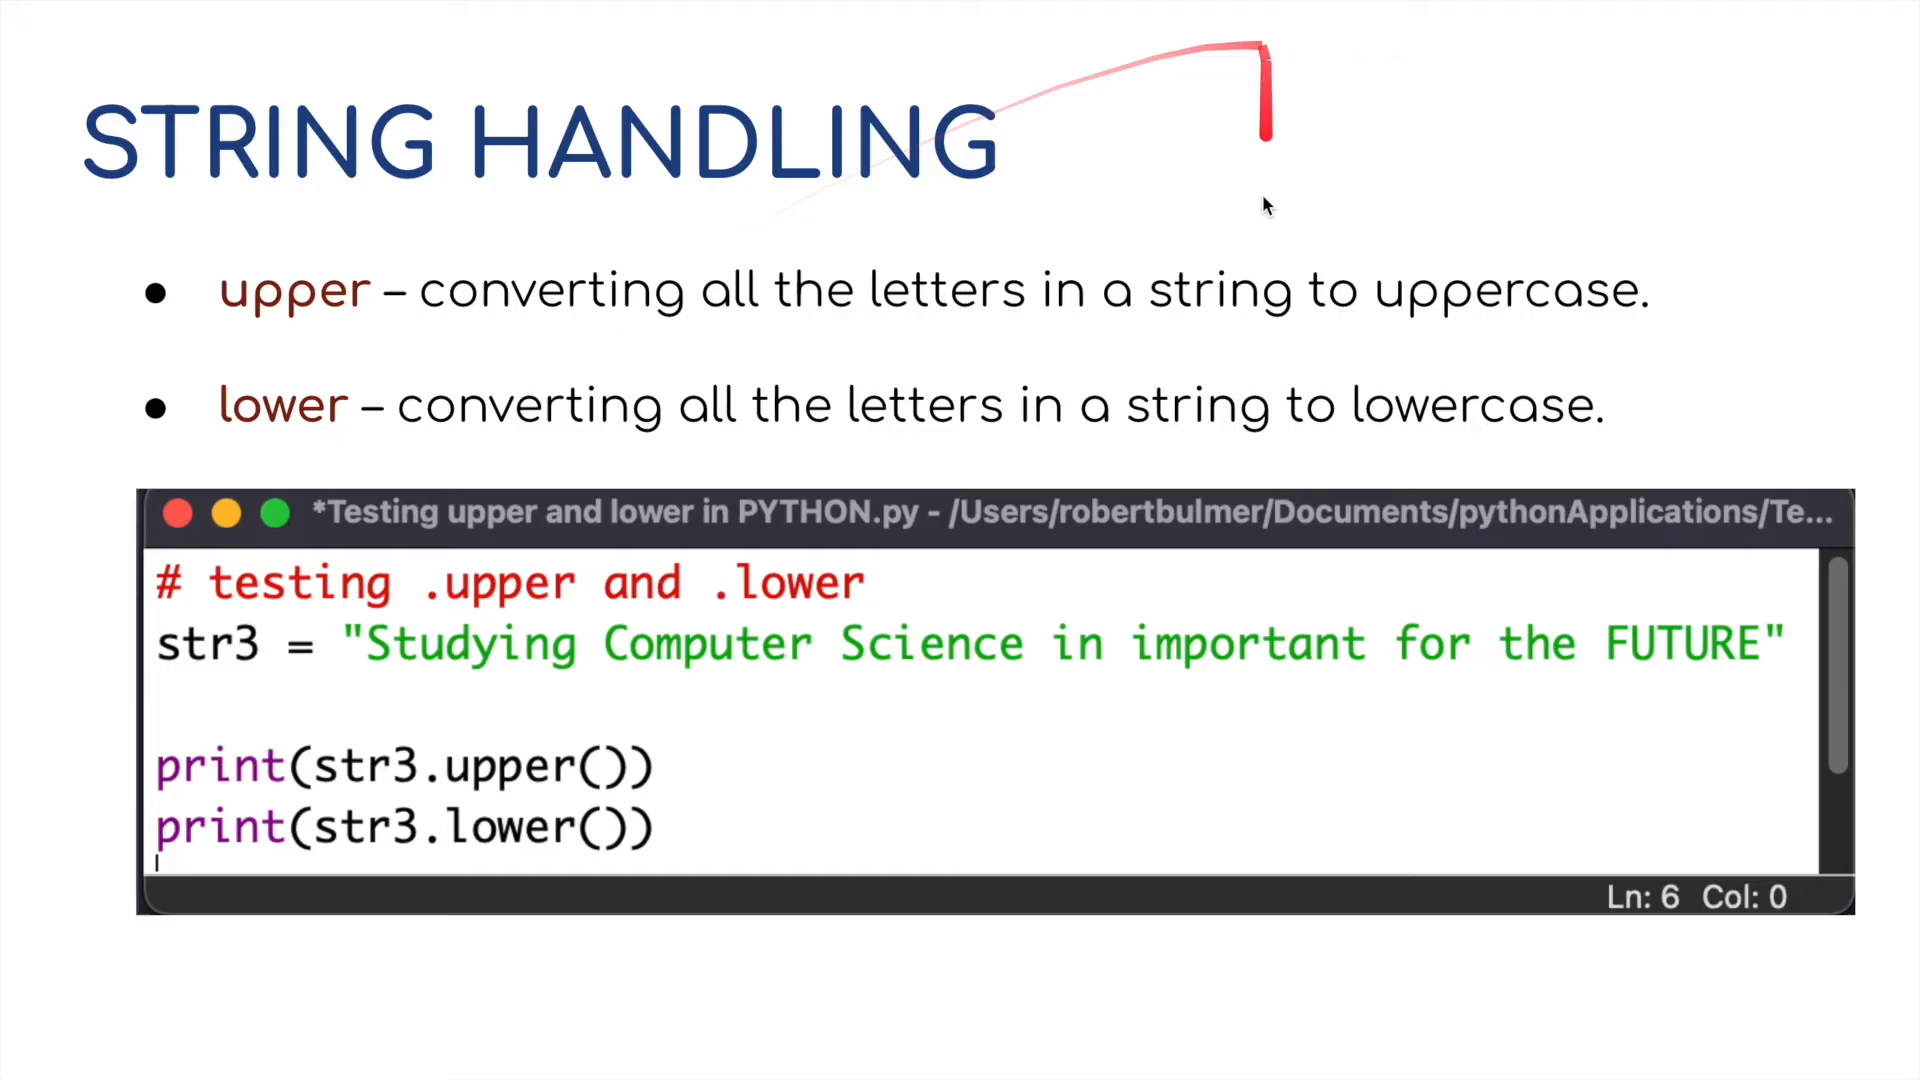 STRING HANDLING
● upper – converting all the letters in a string to uppercase.
● lower – converting all the letters in a string to lowercase.
*Testing upper and lower in PYTHON.py - /Users/robertbulmer/Documents/pythonApplications/Te...
# testing .upper and .lower
str3 = "Studying Computer Science in important for the FUTURE"
print(str3.upper())
print(str3.lower())
Ln: 6 Col: 0